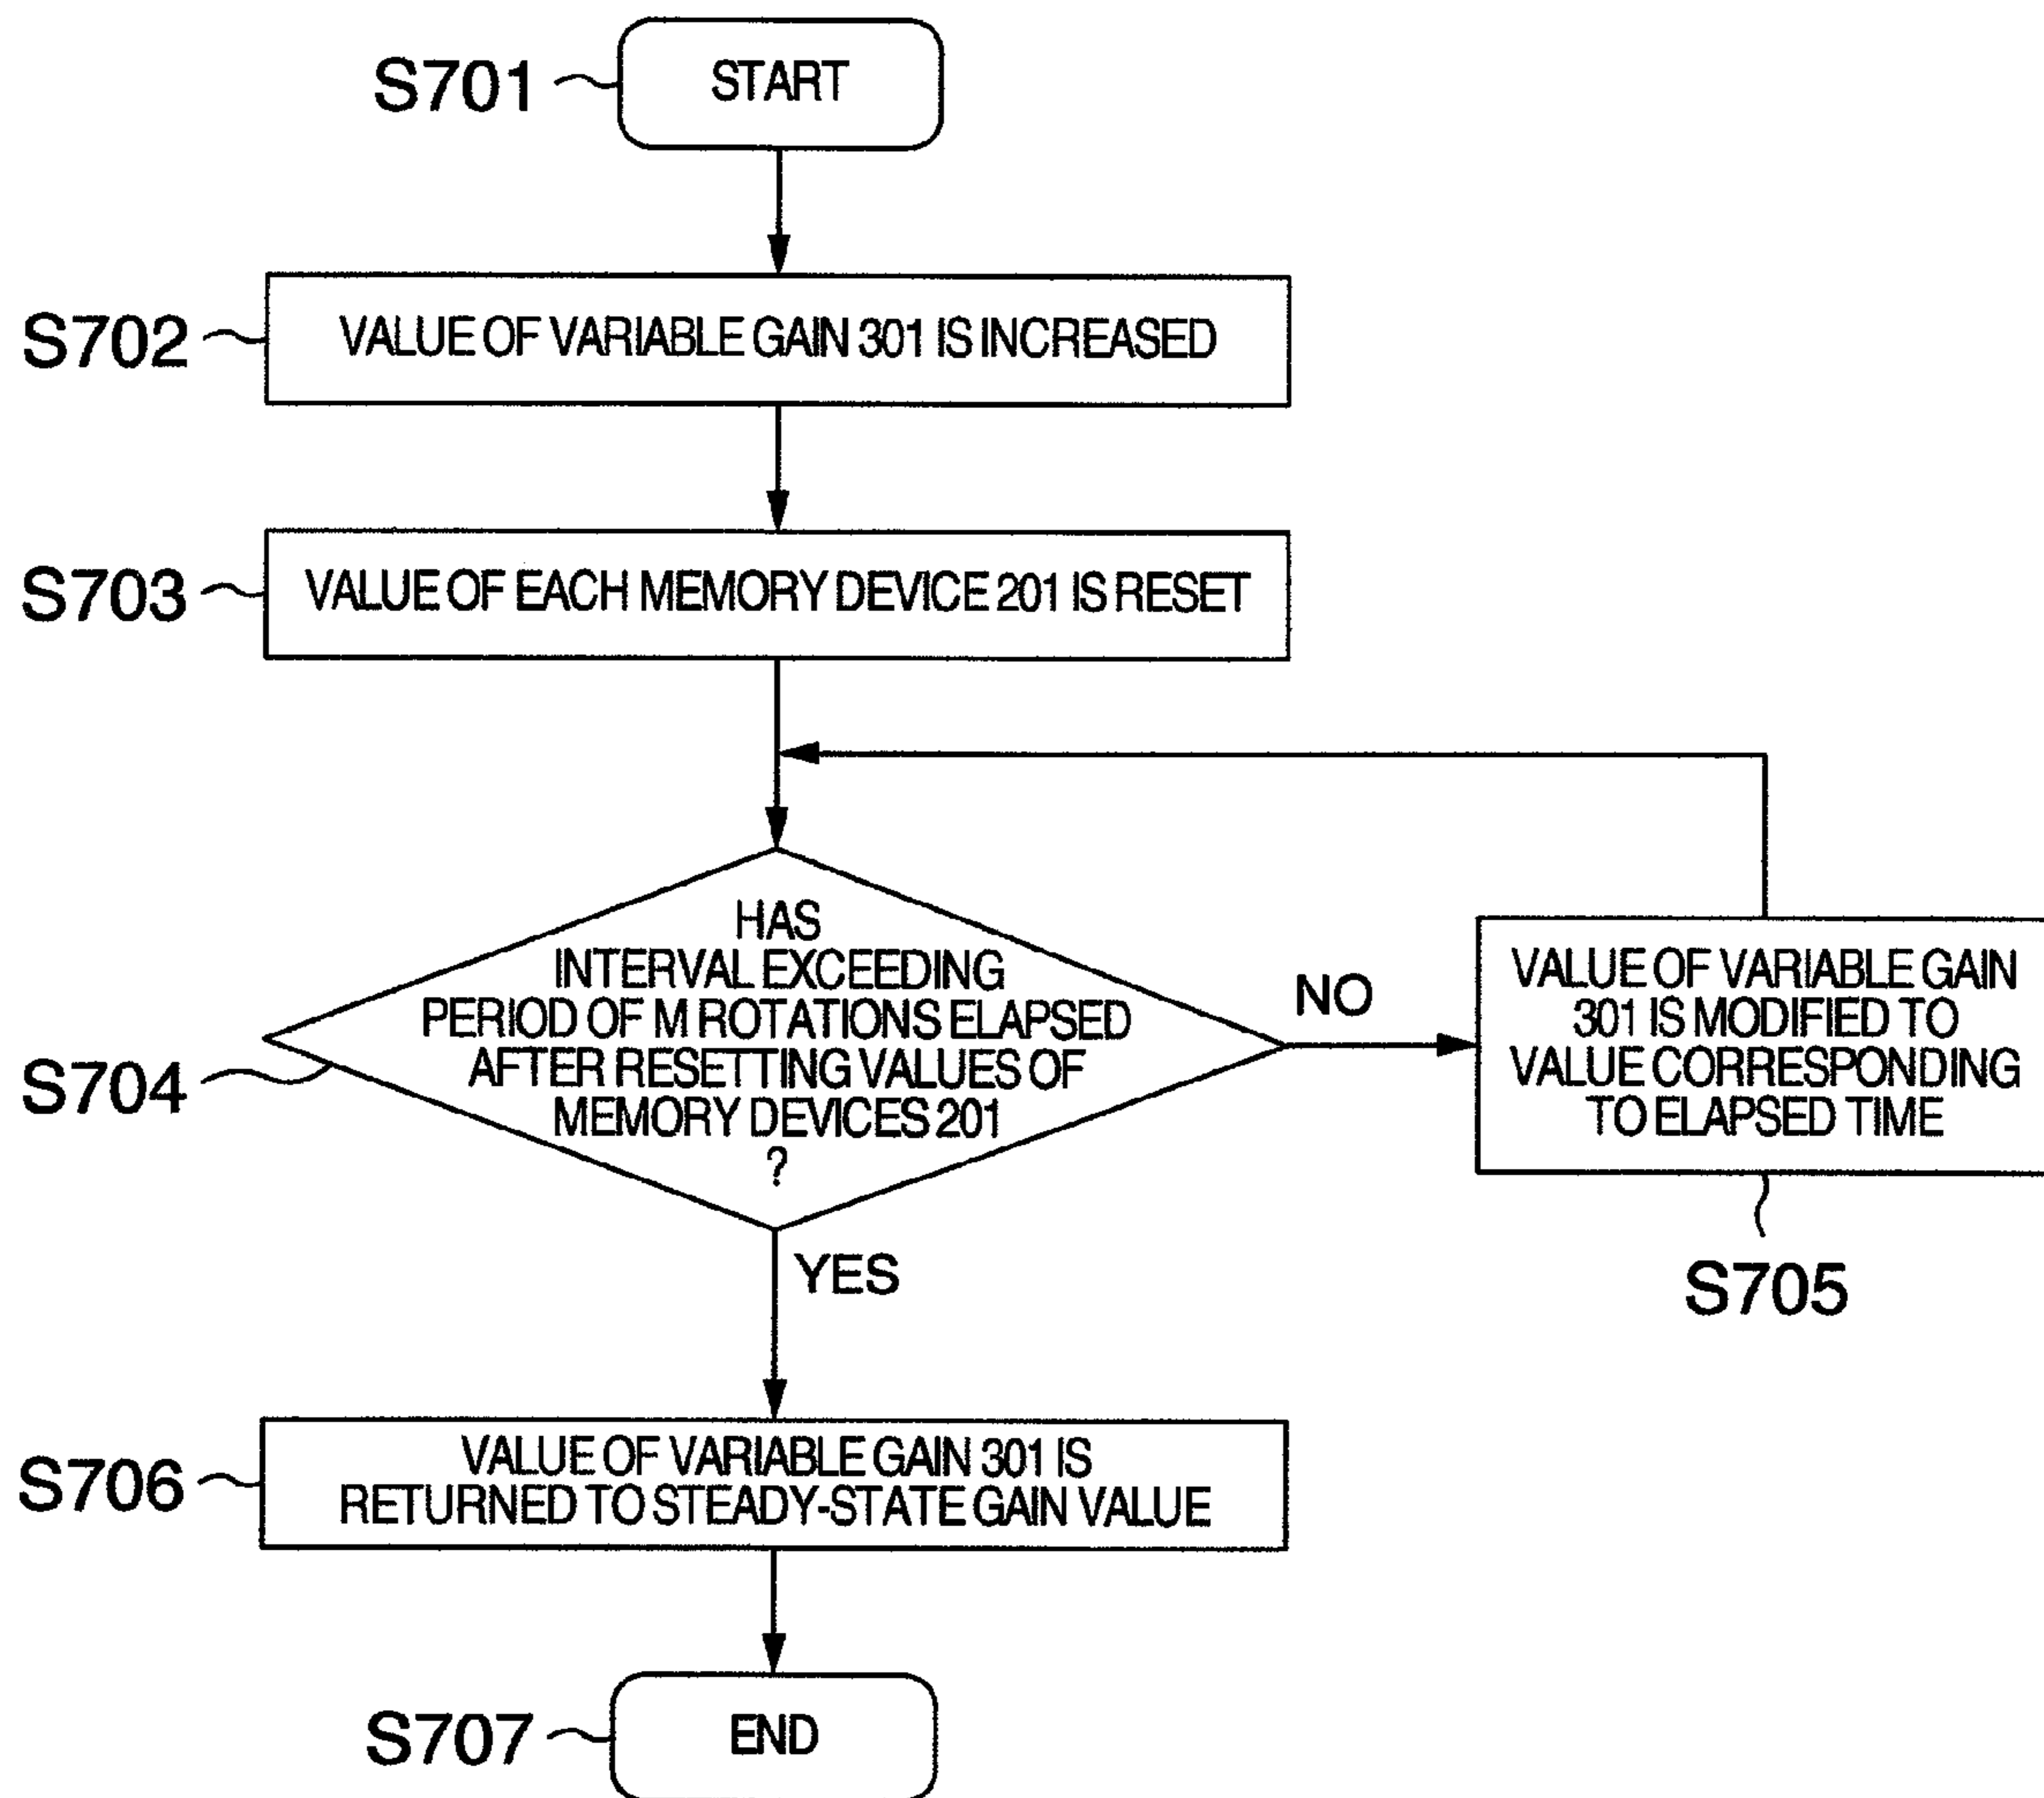 S701
START
S702
VALUE OF VARIABLE GAIN 301 IS INCREASED
S703
VALUE OF EACH MEMORY DEVICE 201 IS RESET
S704
HAS
INTERVAL EXCEEDING
PERIOD OF M ROTATIONS ELAPSED
AFTER RESETTING VALUES OF
MEMORY DEVICES 201
?
NO
VALUE OF VARIABLE GAIN
301 IS MODIFIED TO
VALUE CORRESPONDING
TO ELAPSED TIME
S705
YES
S706
VALUE OF VARIABLE GAIN 301 IS
RETURNED TO STEADY-STATE GAIN VALUE
S707
END